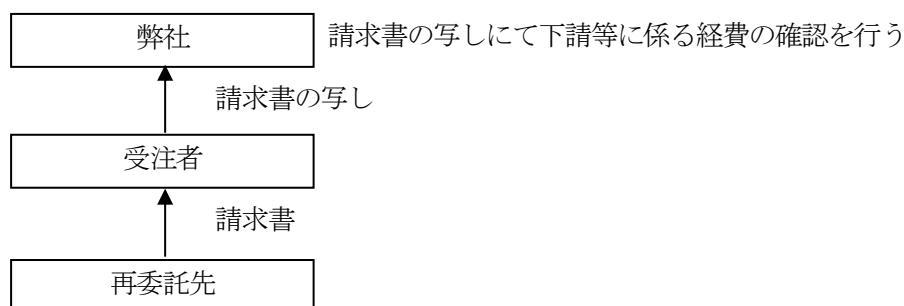 弊社
請求書の写しにて下請等に係る経費の確認を行う
請求書の写し
受注者
請求書
再委託先